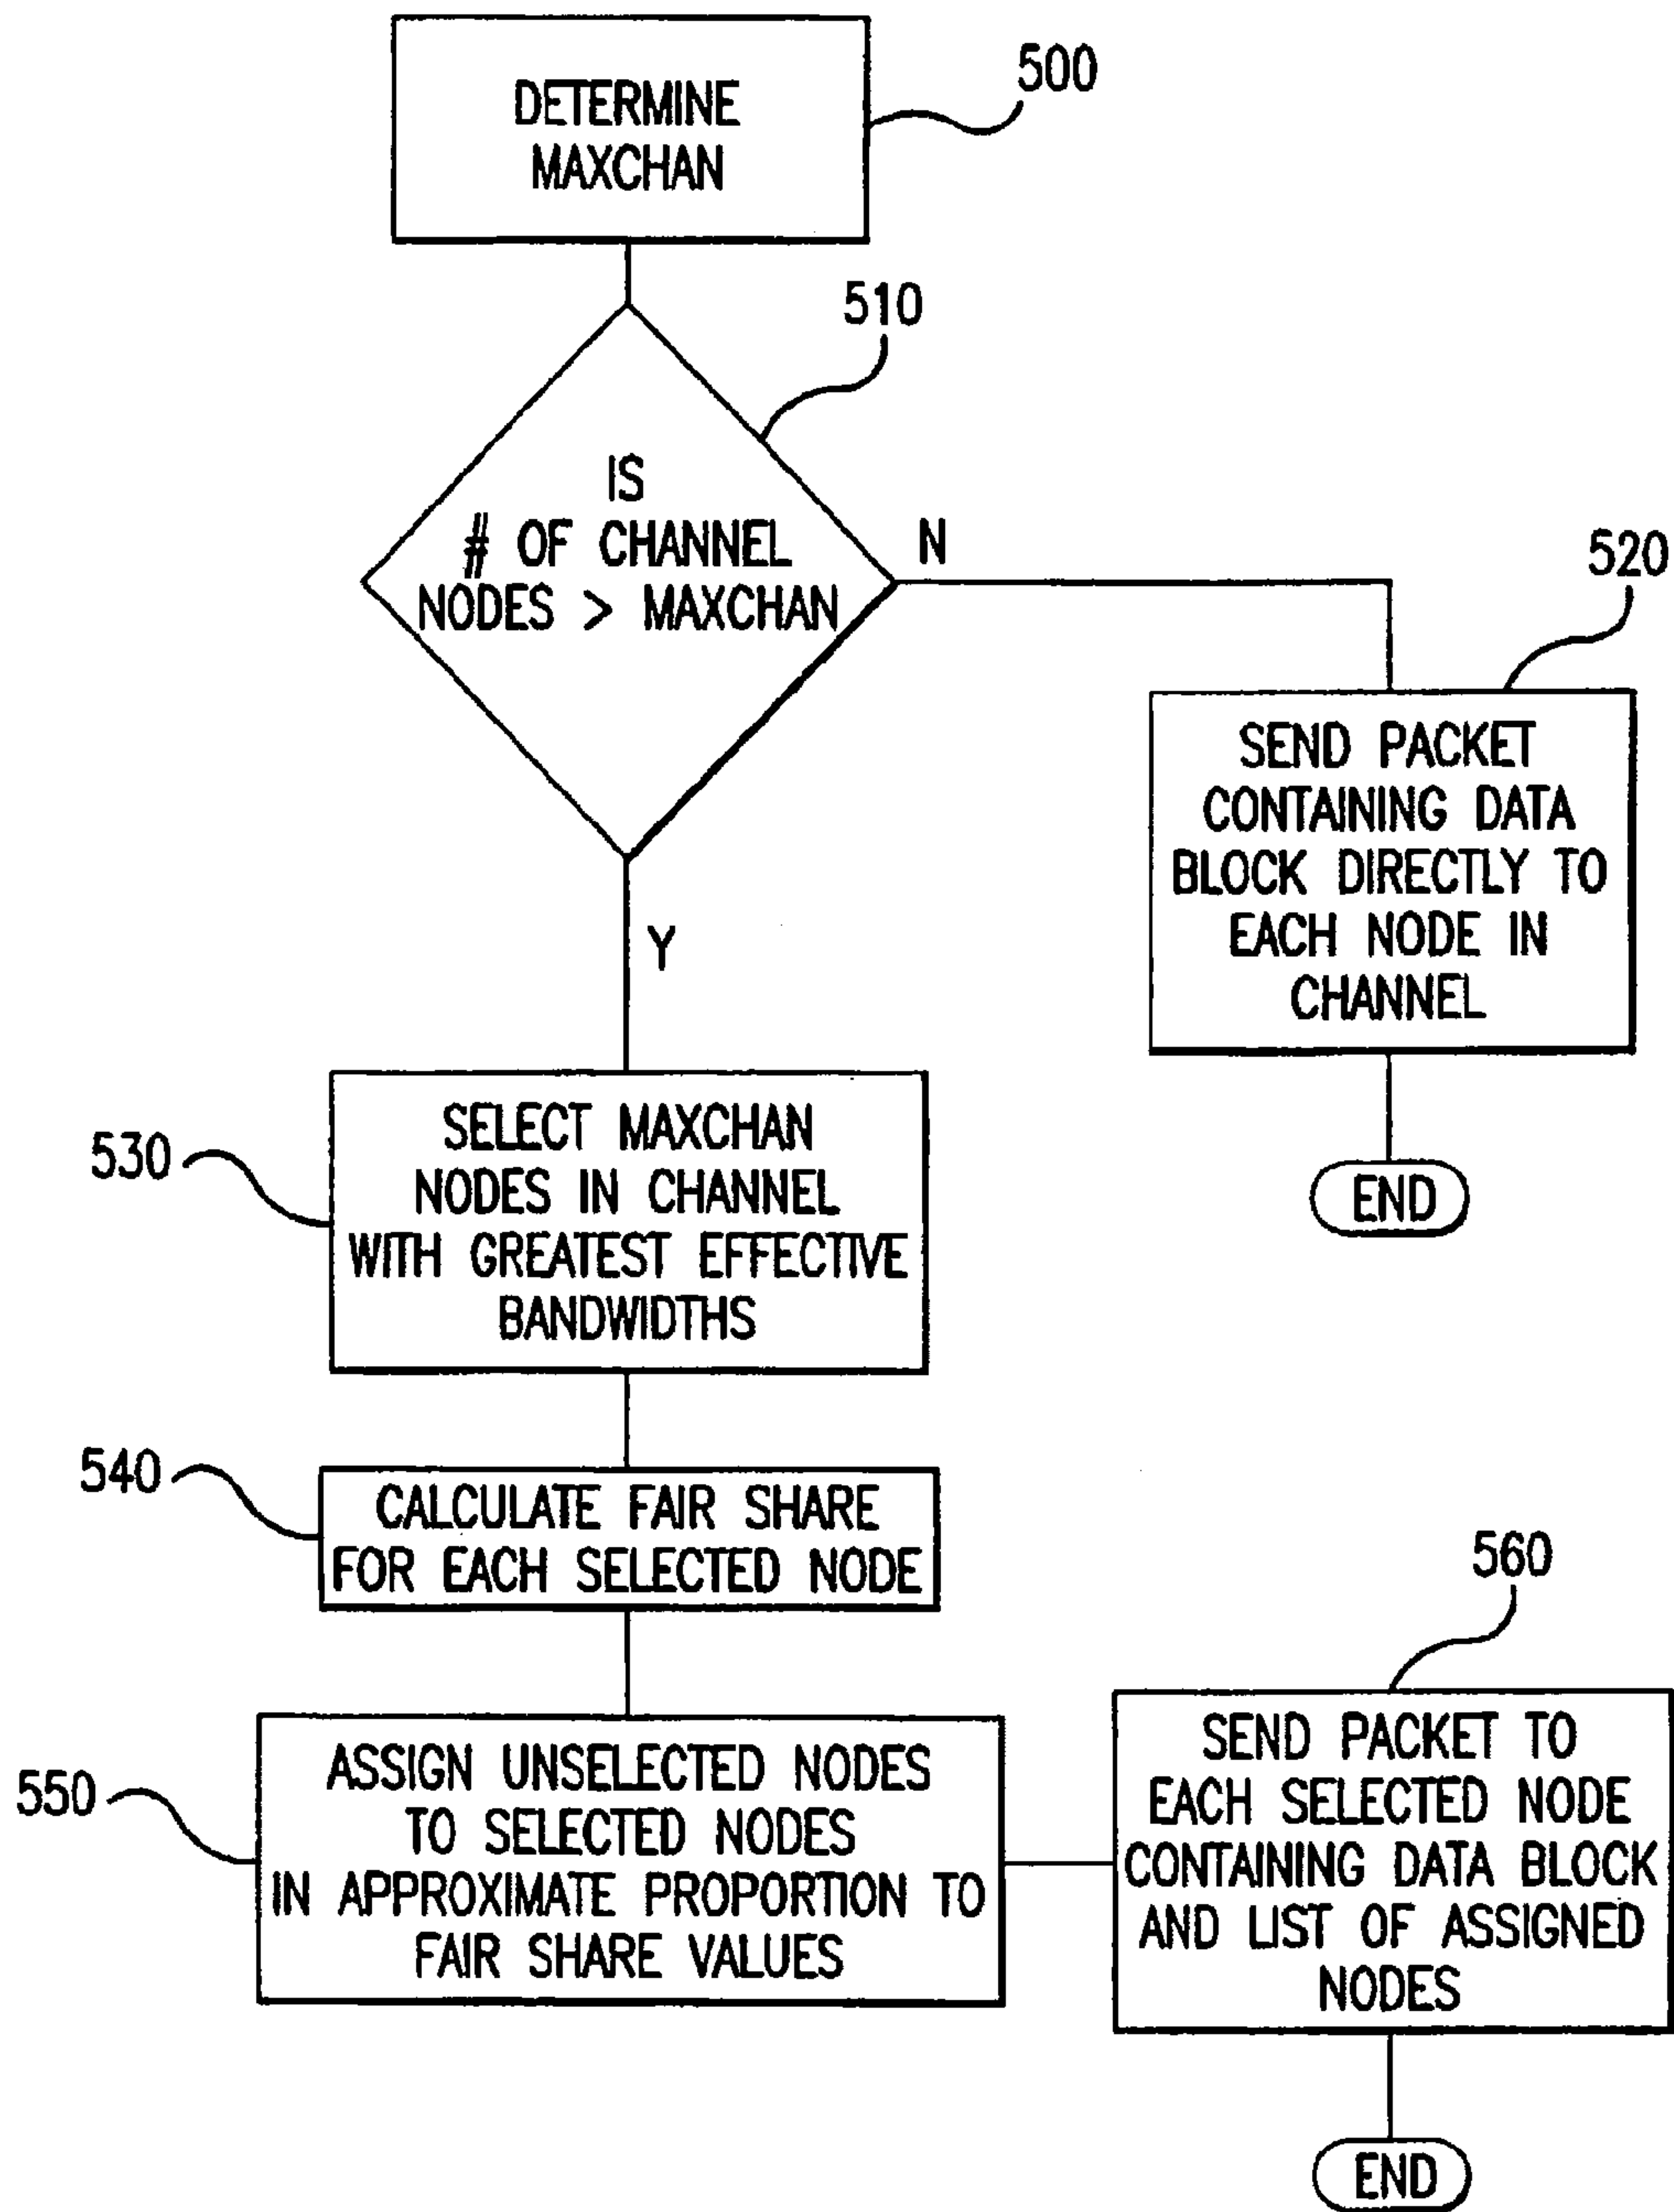 DETERMINE
MAXCHAN
500
510
IS
# OF CHANNEL
NODES > MAXCHAN
N
520
SEND PACKET
CONTAINING DATA
BLOCK DIRECTLY TO
EACH NODE IN
CHANNEL
END
Y
530
SELECT MAXCHAN
NODES IN CHANNEL
WITH GREATEST EFFECTIVE
BANDWIDTHS
540
CALCULATE FAIR SHARE
FOR EACH SELECTED NODE
550
ASSIGN UNSELECTED NODES
TO SELECTED NODES
IN APPROXIMATE PROPORTION TO
FAIR SHARE VALUES
560
SEND PACKET TO
EACH SELECTED NODE
CONTAINING DATA BLOCK
AND LIST OF ASSIGNED
NODES
END